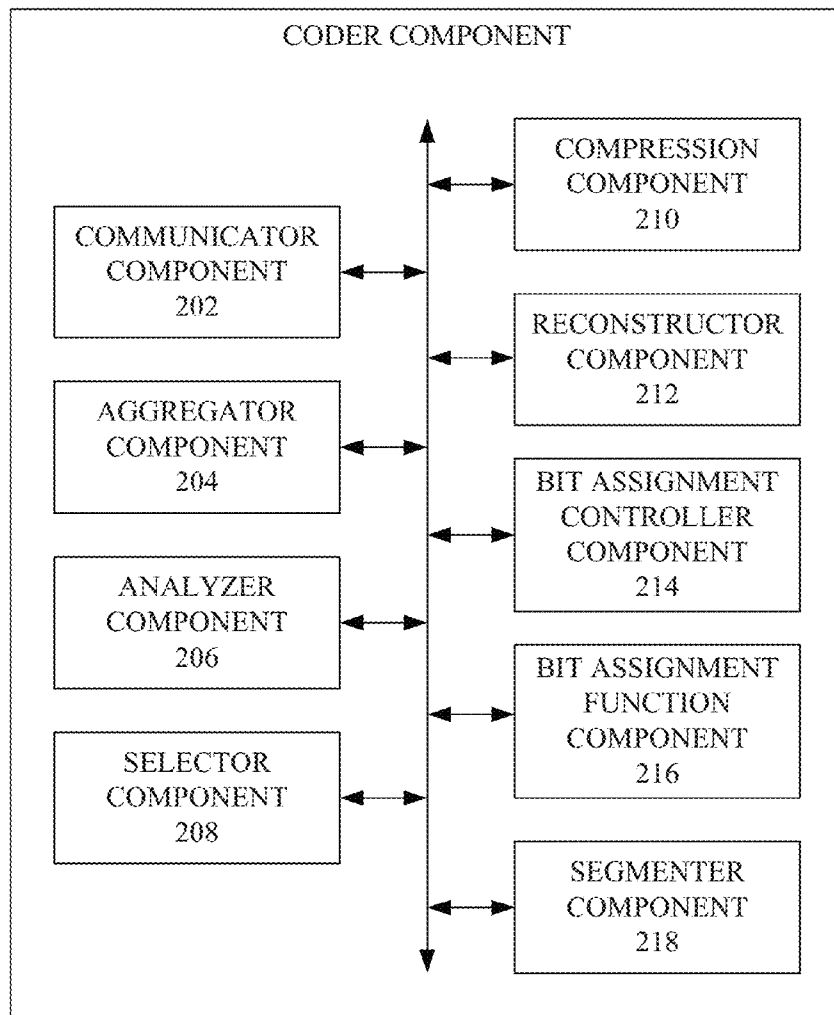 CODER COMPONENT
COMMUNICATOR
COMPONENT
202
AGGREGATOR
COMPONENT
204
ANALYZER
COMPONENT
206
SELECTOR
COMPONENT
208
COMPRESSION
COMPONENT
210
RECONSTRUCTOR
COMPONENT
212
BIT ASSIGNMENT
CONTROLLER
COMPONENT
214
BIT ASSIGNMENT
FUNCTION
COMPONENT
216
SEGMENTER
COMPONENT
218